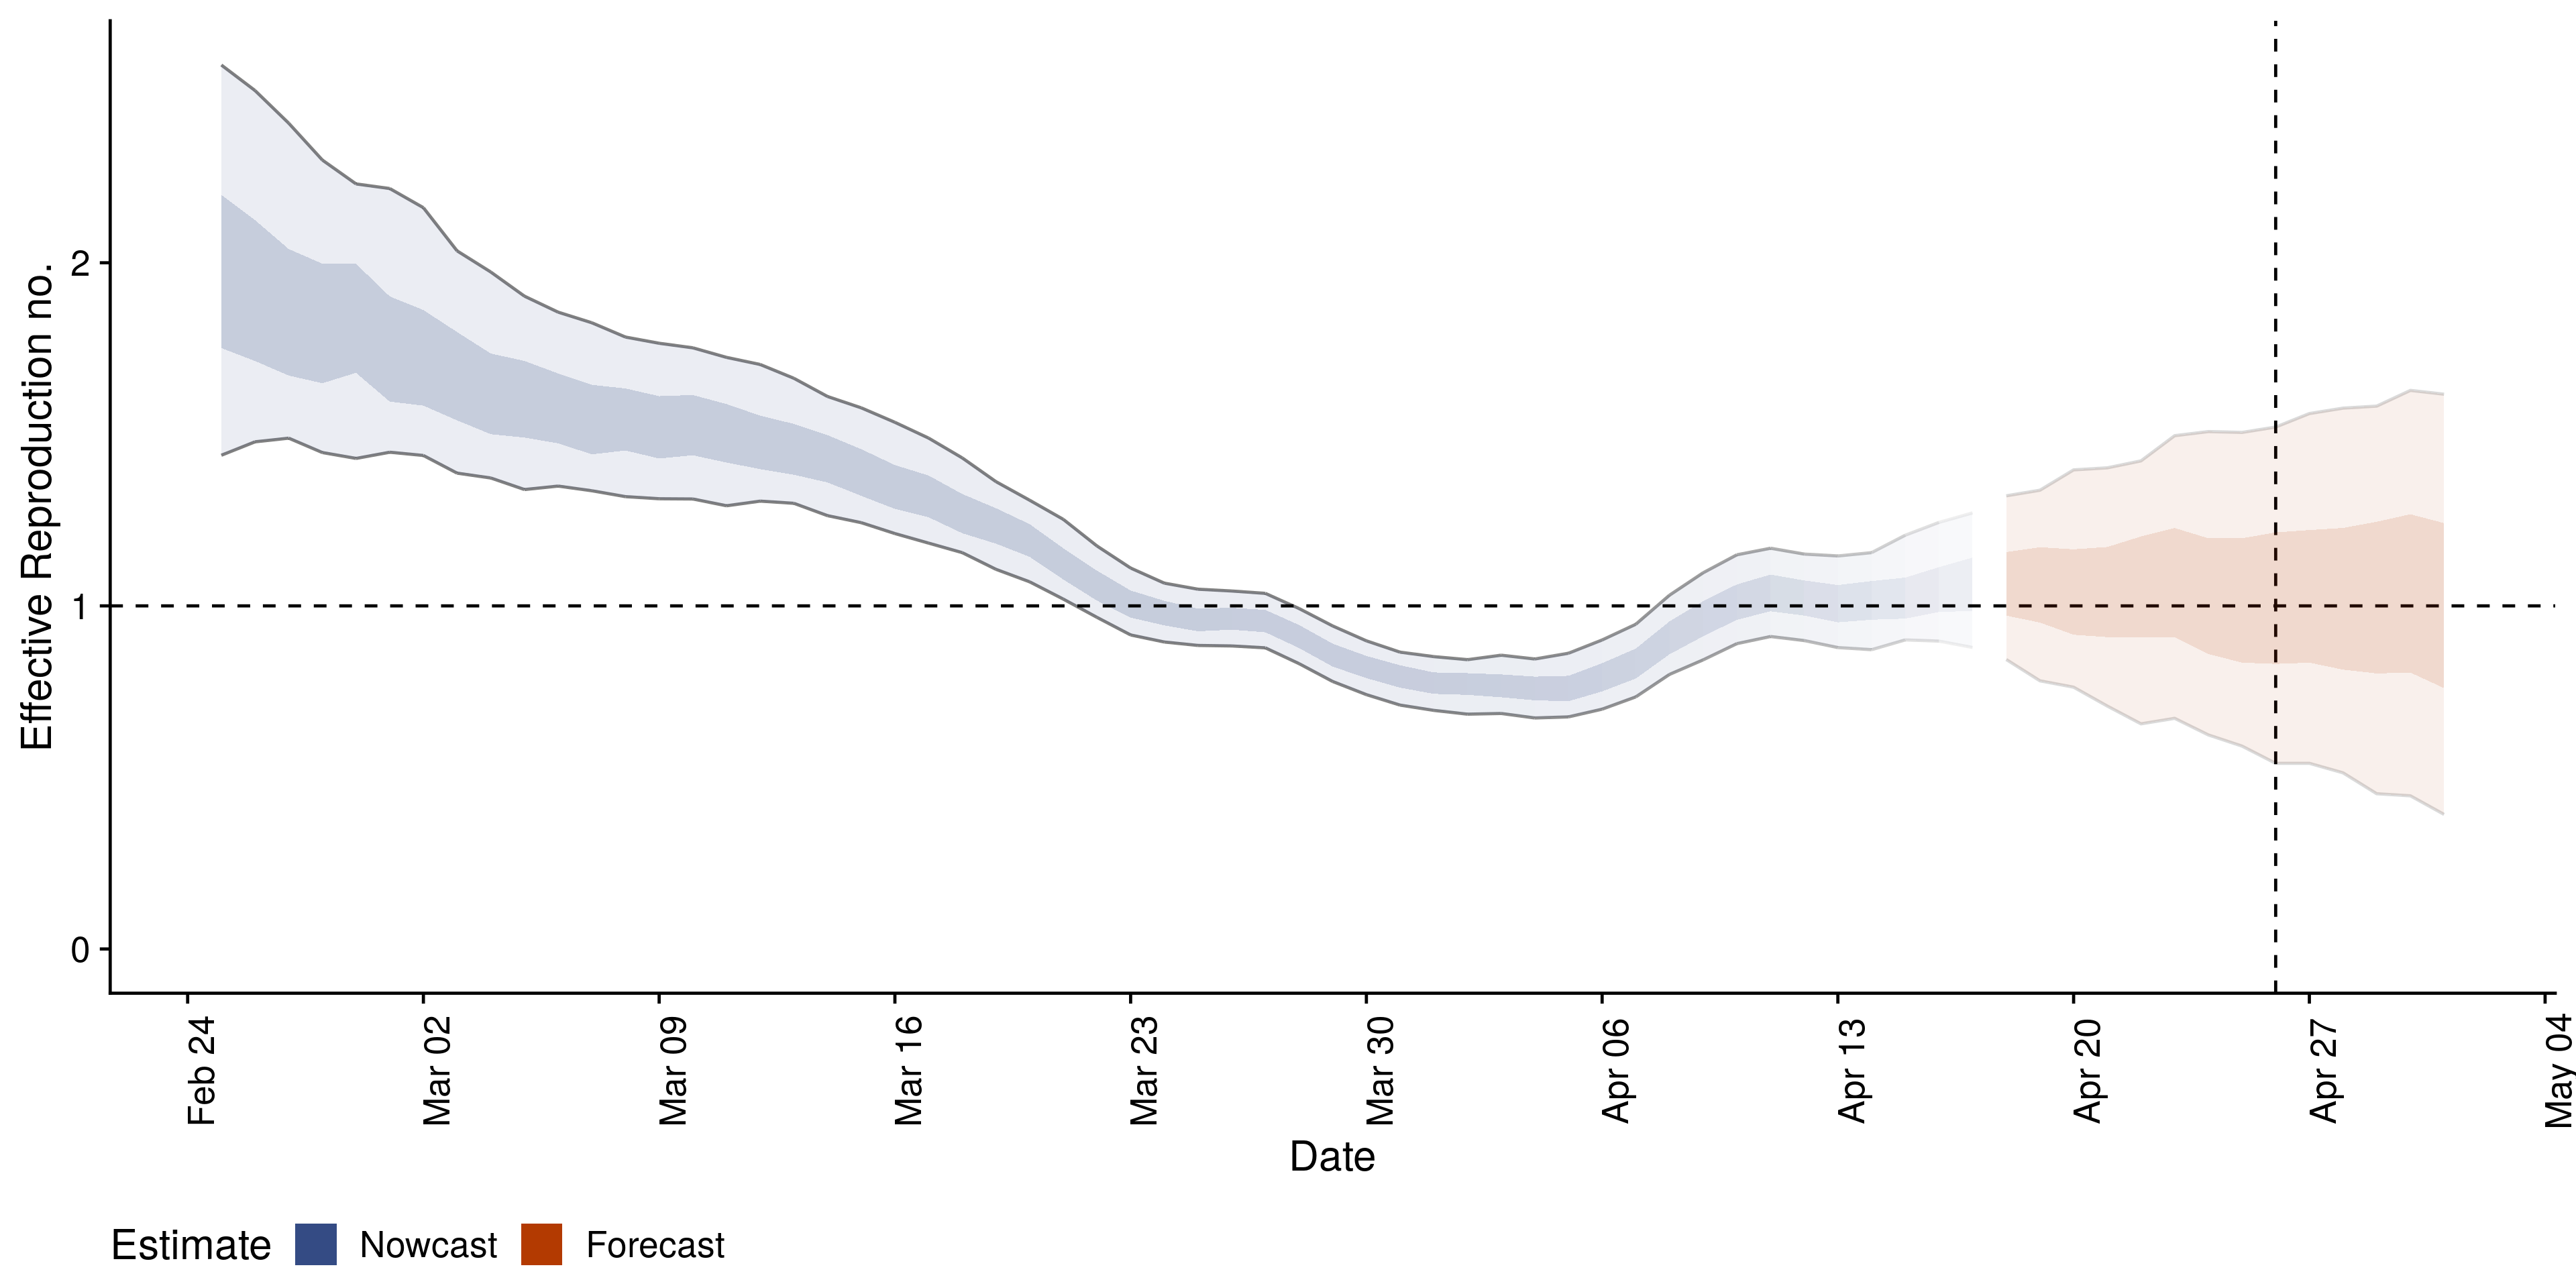 Effective Reproduction no.
2
1
0
Feb 24
Mar 02
Mar 09
Mar 16
Mar 23
Mar 30
Apr 06
Apr 13
Apr 20
Apr 27
May 04
Date
Estimate Nowcast Forecast